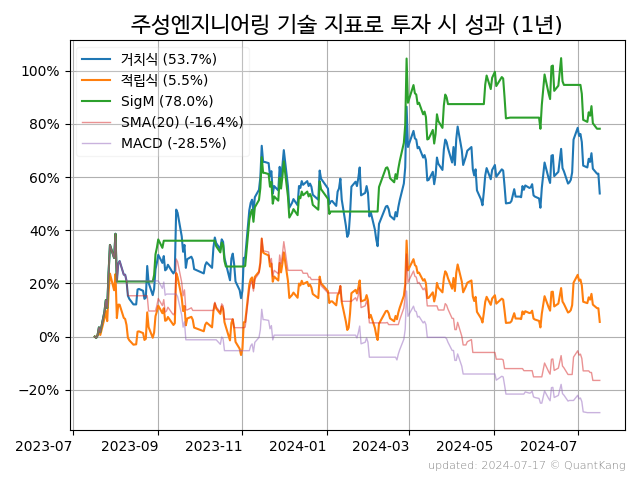 주성엔지니어링 기술 지표로 투자 시 성과 (1년)
거치식 (53.7%)
적립식 (5.5%)
SigM (78.0%)
SMA(20) (-16.4%)
MACD (-28.5%)
100%
80%
60%
40%
20%
0%
−20%
2023-07
2023-09
2023-11
2024-01
2024-03
2024-05
2024-07
updated: 2024-07-17 © QuantKang